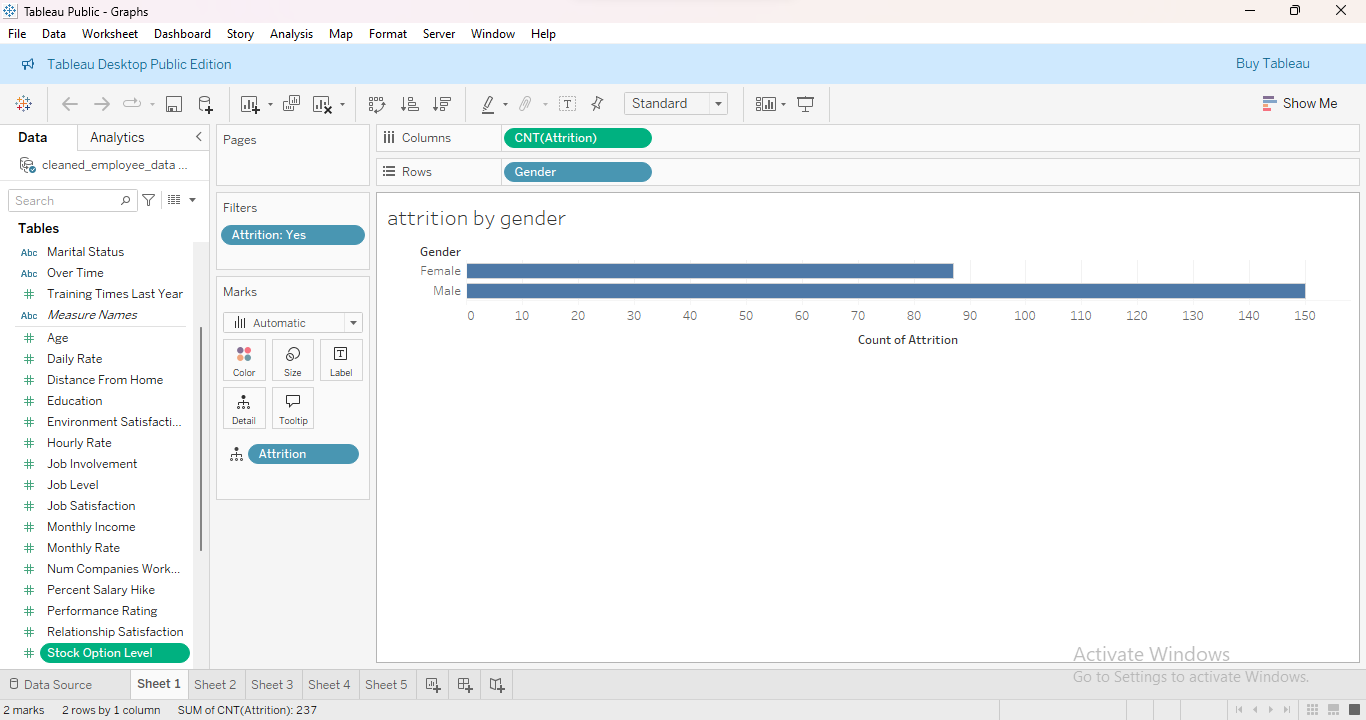 Tableau Public - Graphs
File Data Worksheet Dashboard Story Analysis Map Format Server Window Help
Tableau Desktop Public Edition
Buy Tableau
Standard
Show Me
Data
Analytics
cleaned_employee_data ...
Search
Tables
Abc Marital Status
Abc Over Time
# Training Times Last Year
Abc Measure Names
# Age
# Daily Rate
# Distance From Home
# Education
# Environment Satisfacti...
# Hourly Rate
# Job Involvement
# Job Level
# Job Satisfaction
# Monthly Income
# Monthly Rate
# Num Companies Work...
# Percent Salary Hike
# Performance Rating
# Relationship Satisfaction
# Stock Option Level
Pages
Filters
Attrition: Yes
Marks
Automatic
Color Size Label
Detail Tooltip
Attrition
Columns CNT(Attrition)
Rows Gender
attrition by gender
Gender
Female
Male
0 10 20 30 40 50 60 70 80 90 100 110 120 130 140 150
Count of Attrition
Activate Windows
Go to Settings to activate Windows.
Data Source Sheet 1 Sheet 2 Sheet 3 Sheet 4 Sheet 5
2 marks 2 rows by 1 column SUM of CNT(Attrition): 237